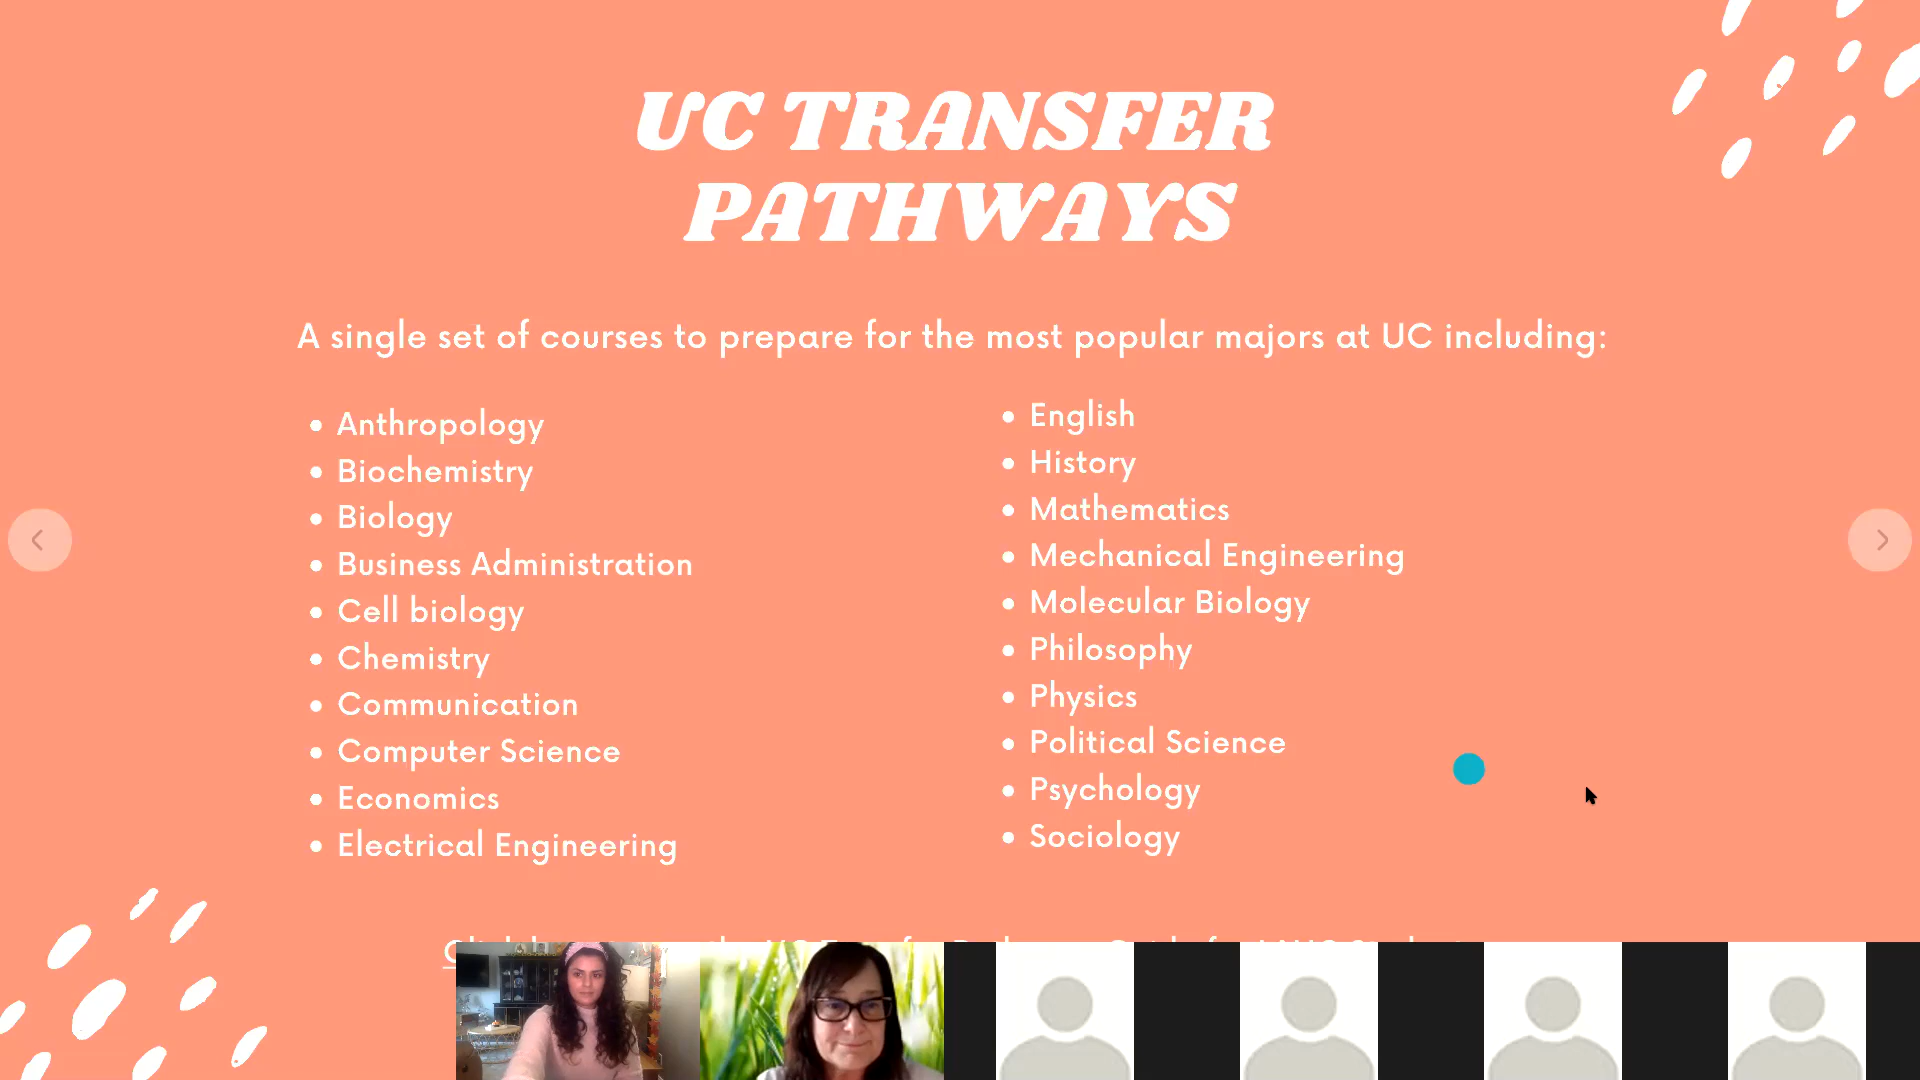 UC TRANSFER
PATHWAYS
A single set of courses to prepare for the most popular majors at UC including:
Anthropology
Biochemistry
Biology
Business Administration
Cell biology
Chemistry
Communication
Computer Science
Economics
Electrical Engineering
English
History
Mathematics
Mechanical Engineering
Molecular Biology
Philosophy
Physics
Political Science
Psychology
Sociology